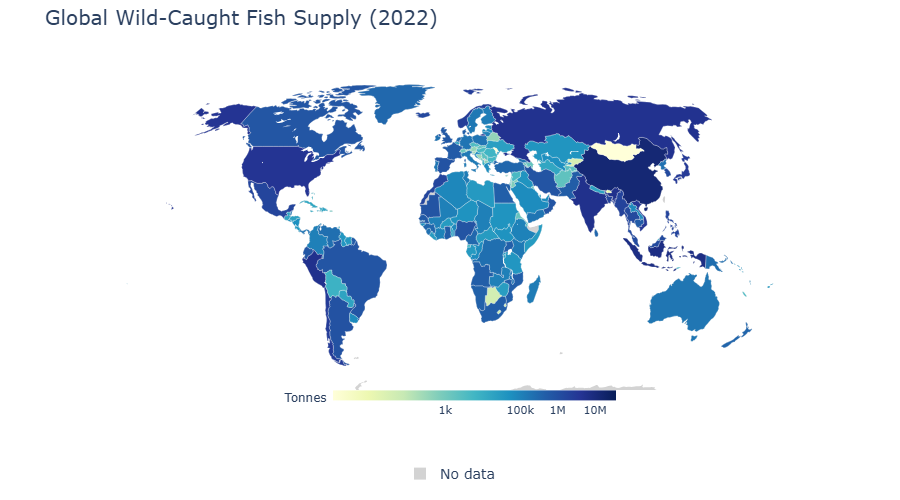 Global Wild-Caught Fish Supply (2022)
Tonnes
1k 100k 1M 10M
No data